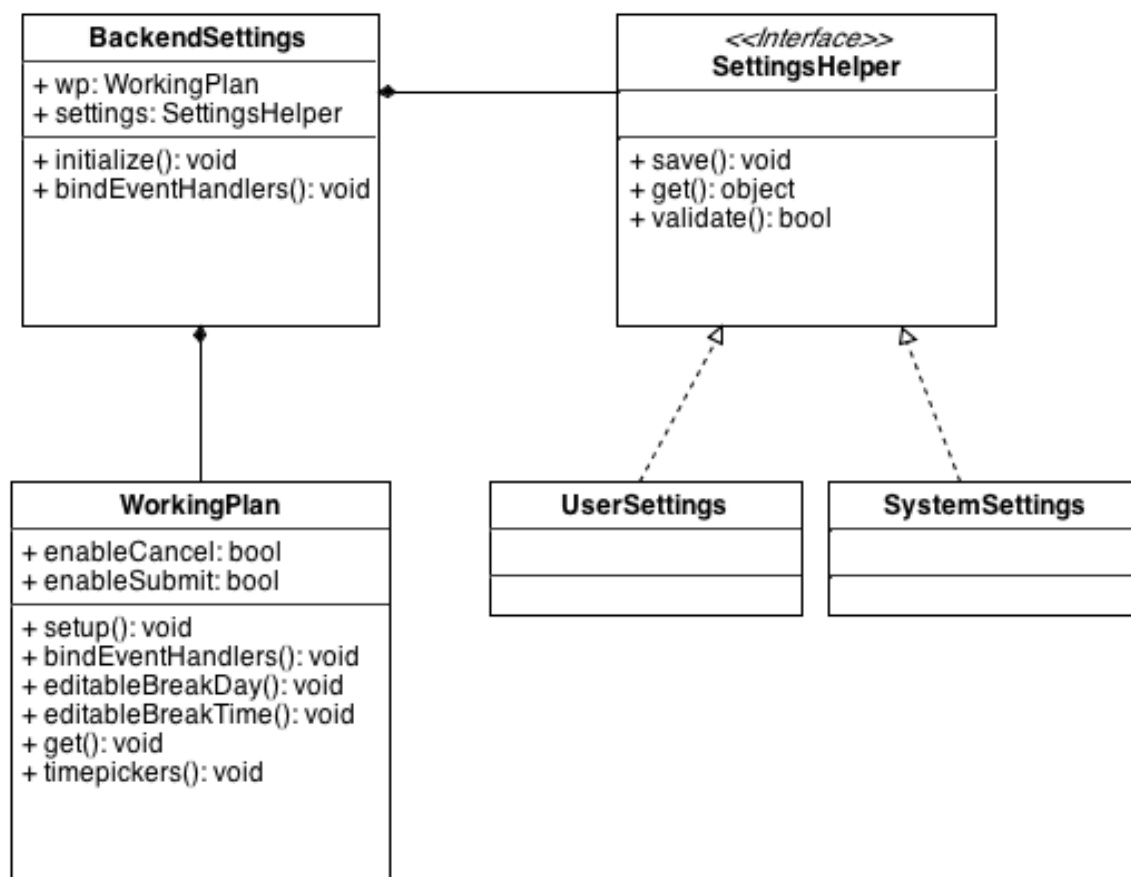 BackendSettings
+ wp: WorkingPlan
+ settings: SettingsHelper
+ initialize(): void
+ bindEventHandlers(): void
<<Interface>>
SettingsHelper
+ save(): void
+ get(): object
+ validate(): bool
WorkingPlan
+ enableCancel: bool
+ enableSubmit: bool
+ setup(): void
+ bindEventHandlers(): void
+ editableBreakDay(): void
+ editableBreakTime(): void
+ get(): void
+ timepickers(): void
UserSettings
SystemSettings